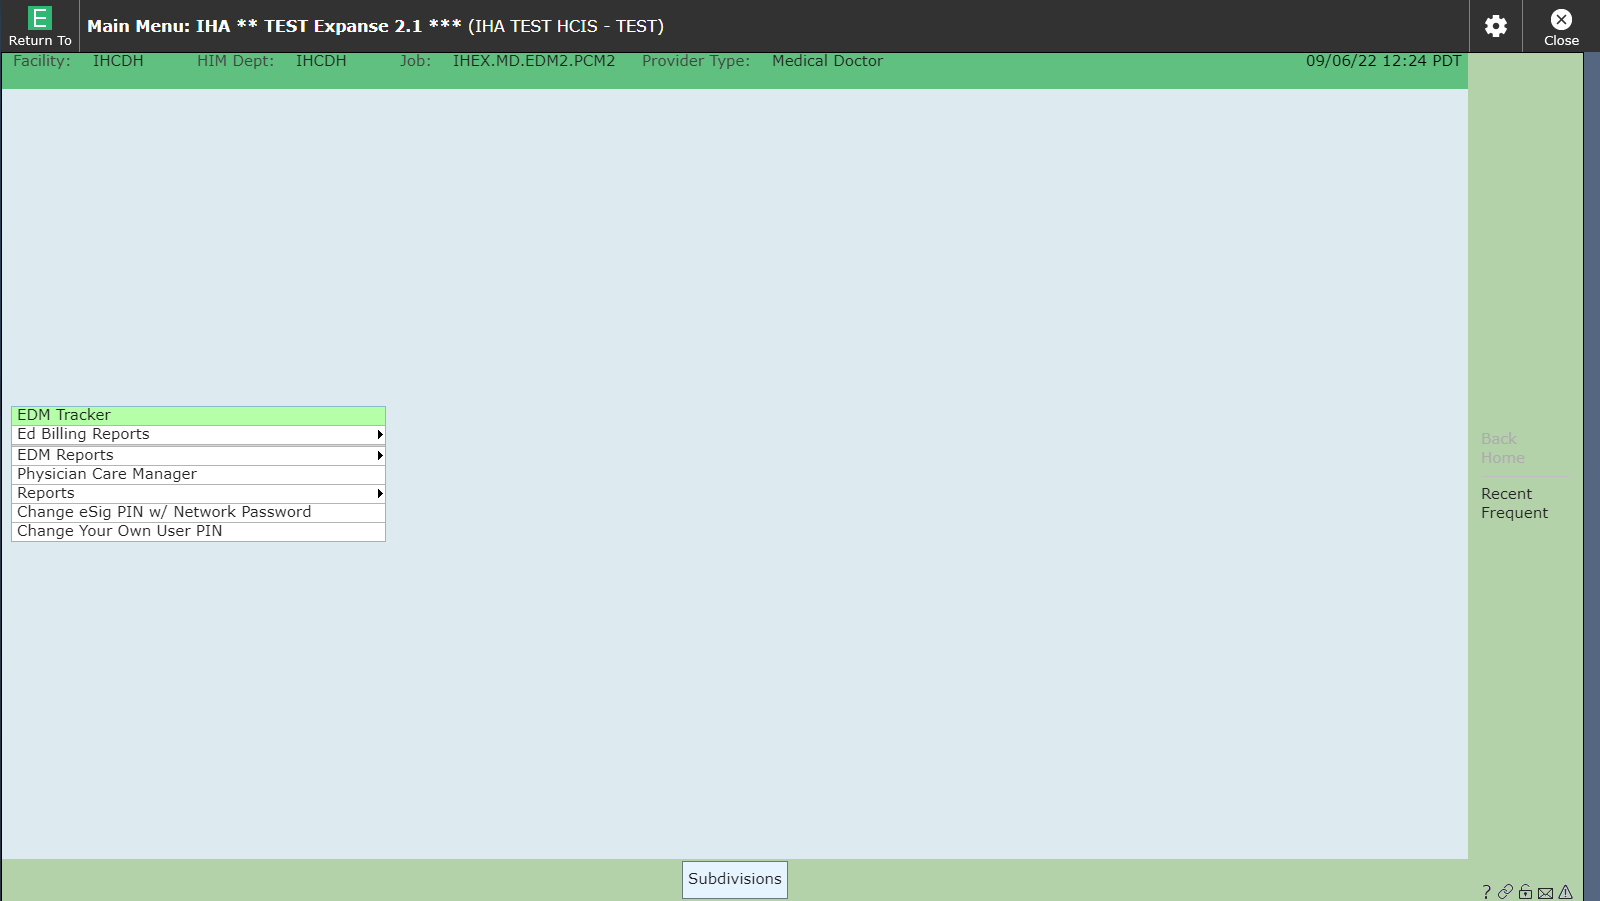 E
Return To
Main Menu: IHA ** TEST Expanse 2.1 *** (IHA TEST HCIS - TEST)
Close
Facility: IHCDH HIM Dept: IHCDH Job: IHEX.MD.EDM2.PCM2 Provider Type: Medical Doctor 09/06/22 12:24 PDT
EDM Tracker
Ed Billing Reports
EDM Reports
Physician Care Manager
Reports
Change eSig PIN w/ Network Password
Change Your Own User PIN
Back
Home
Recent
Frequent
Subdivisions
?